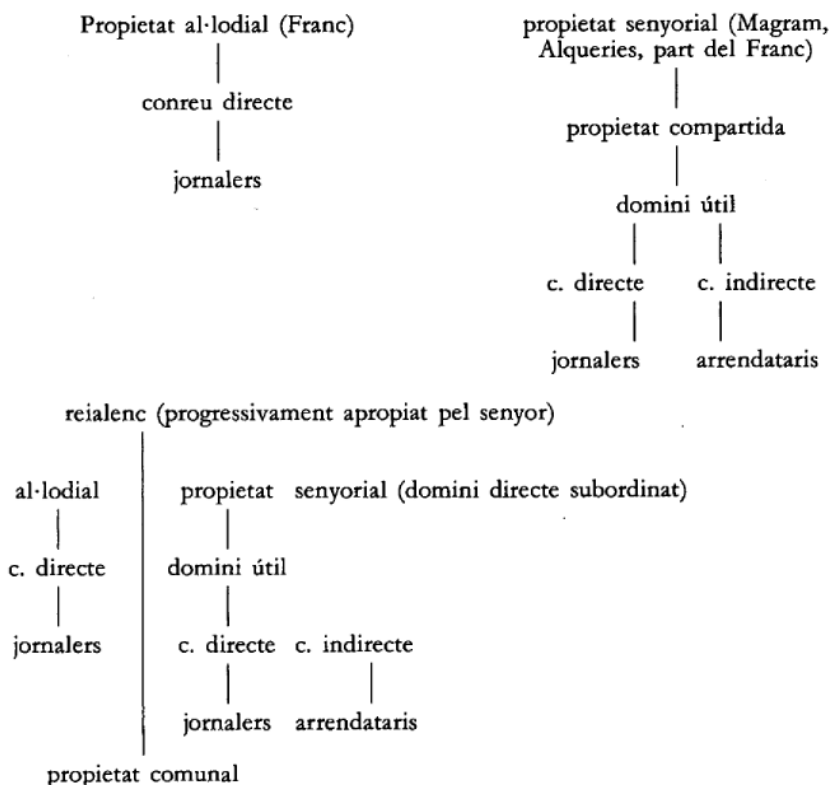 Propietat al·lodial (Franc)
conreu directe
jornalers
propietat senyorial (Magram,
Alqueries, part del Franc)
propietat compartida
domini útil
c. directe c. indirecte
jornalers arrendataris
reialenc (progressivament apropiat pel senyor)
al·lodial propietat senyorial (domini directe subordinat)
c. directe domini útil
jornalers c. directe c. indirecte
jornalers arrendataris
propietat comunal